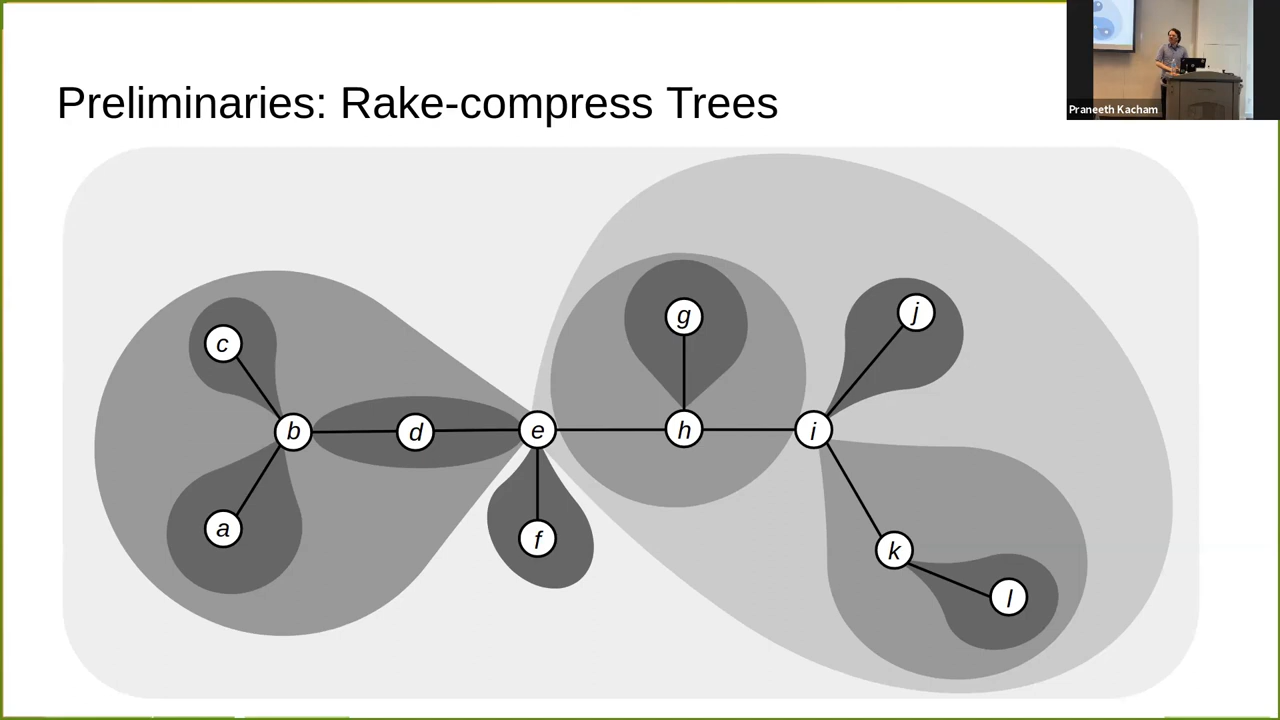 Preliminaries: Rake-compress Trees
Praneeth Kacham
c
g
j
b
d
e
h
i
a
f
k
l